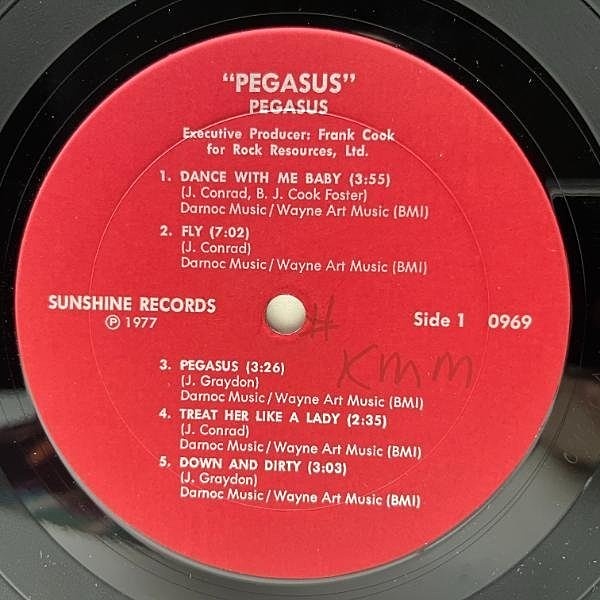 "PEGASUS"
PEGASUS
Executive Producer: Frank Cook
for Rock Resources, Ltd.
1. DANCE WITH ME BABY (3:55)
(J. Conrad, B. J. Cook Foster)
Darnoc Music/Wayne Art Music (BMI)
2. FLY (7:02)
(J. Conrad)
Darnoc Music/Wayne Art Music (BMI)
SUNSHINE RECORDS
℗ 1977
Side 1 0969
#
KMM
3. PEGASUS (3:26)
(J. Graydon)
Darnoc Music/Wayne Art Music (BMI)
4. TREAT HER LIKE A LADY (2:35)
(J. Conrad)
Darnoc Music/Wayne Art Music (BMI)
5. DOWN AND DIRTY (3:03)
(J. Graydon)
Darnoc Music/Wayne Art Music (BMI)